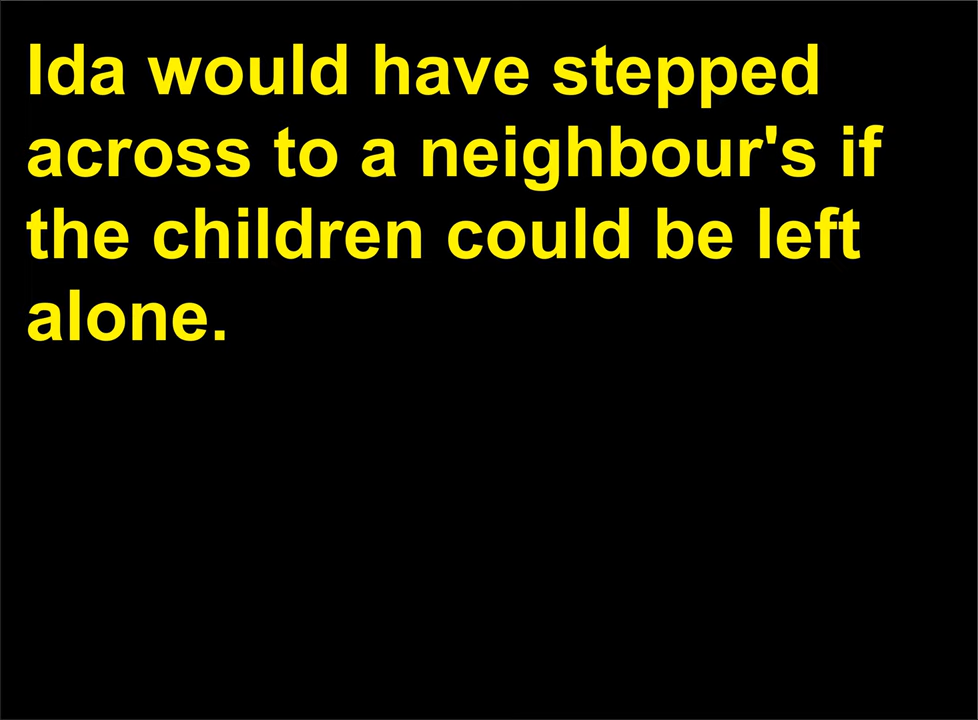 Ida would have stepped
across to a neighbour's if
the children could be left
alone.